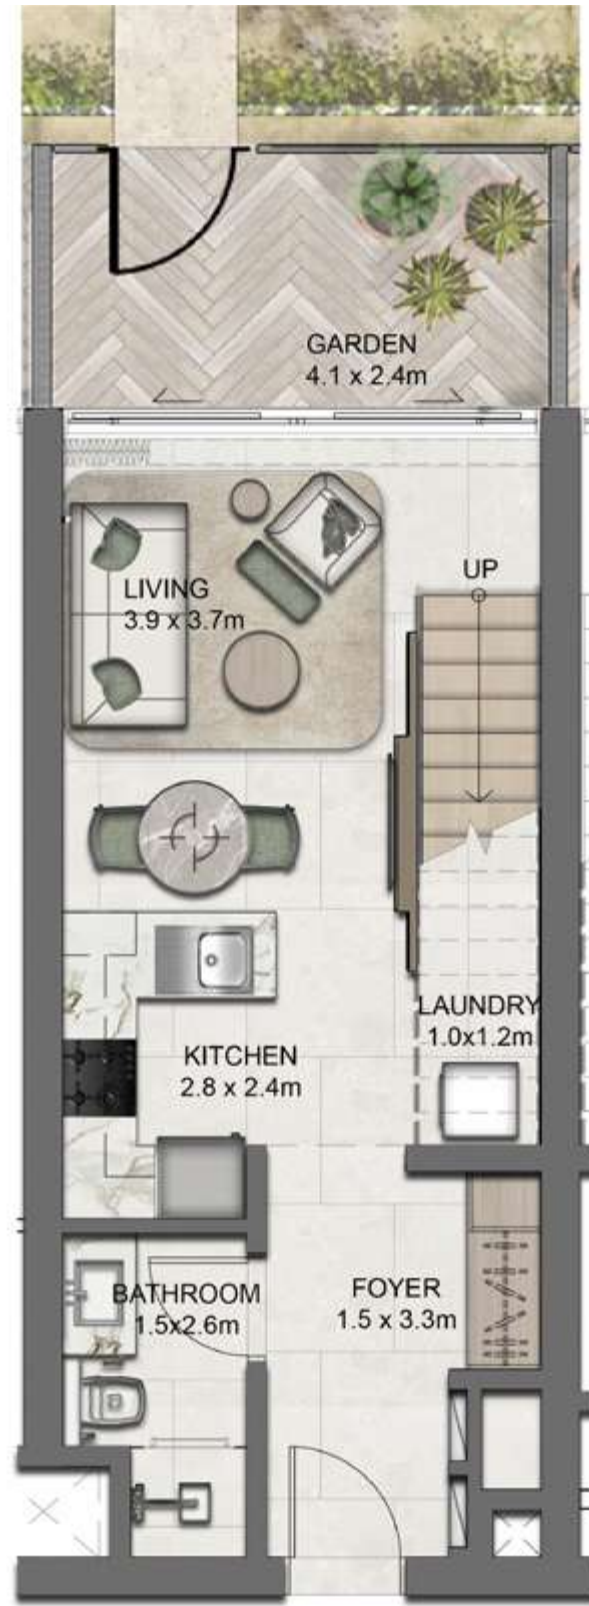 GARDEN
4.1 x 2.4m
UP
LIVING
3.9 x 3.7m
LAUNDRY
1.0x1.2m
KITCHEN
2.8 x 2.4m
BATHROOM
1.5x2.6m
FOYER
1.5 x 3.3m